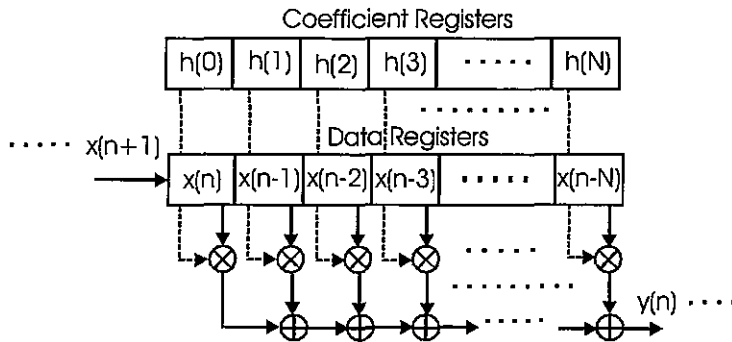 Coefficient Registers
h(0) h(1) h(2) h(3) ..... h(N)
.........
Data Registers
..... x(n+1)
x(n) x(n-1) x(n-2) x(n-3) ..... x(n-N)
y(n) ....